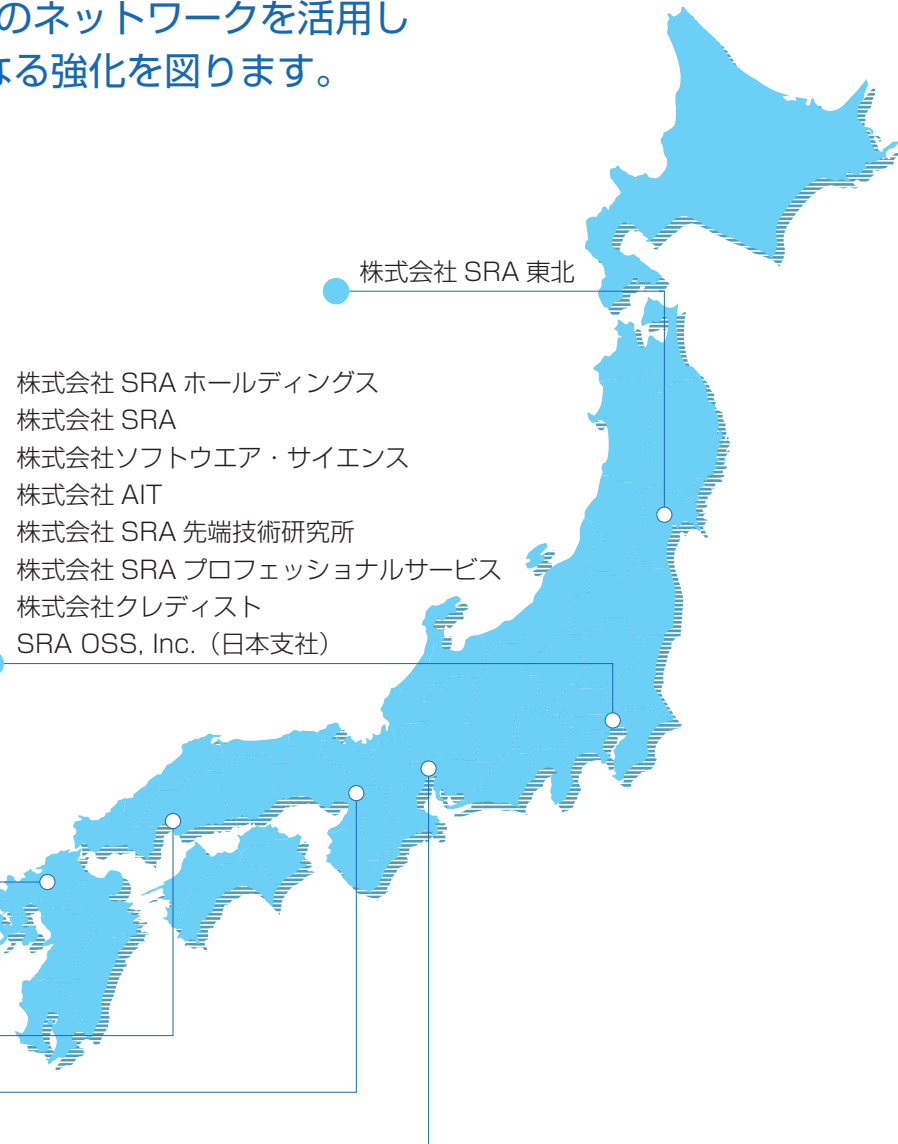 のネットワークを活用し
なる強化を図ります。
株式会社 SRA 東北
株式会社 SRA ホールディングス
株式会社 SRA
株式会社ソフトウエア・サイエンス
株式会社 AIT
株式会社 SRA 先端技術研究所
株式会社 SRA プロフェッショナルサービス
株式会社クレディスト
SRA OSS, Inc.（日本支社）